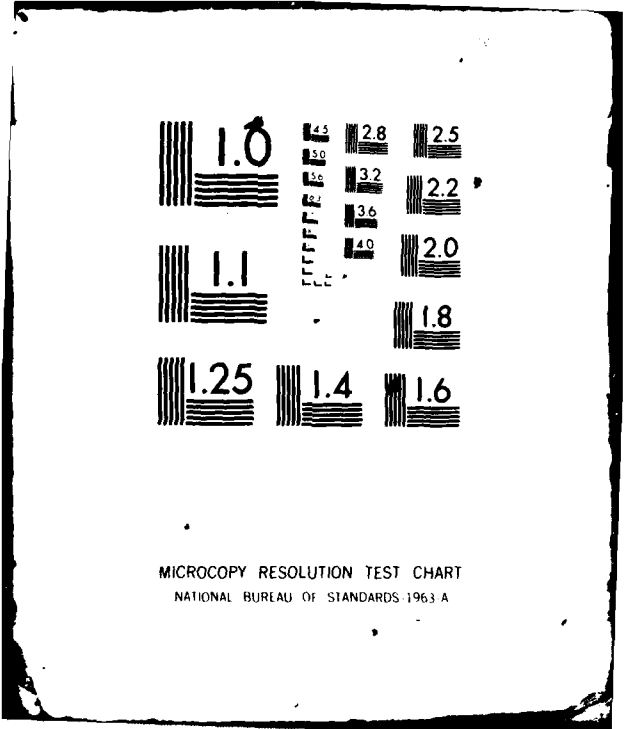 1.0
4.5 2.8 2.5
5.0
5.6 3.2 2.2
3.6
1.1 4.0 2.0
1.8
1.25 1.4 1.6
MICROCOPY RESOLUTION TEST CHART
NATIONAL BUREAU OF STANDARDS-1963-A